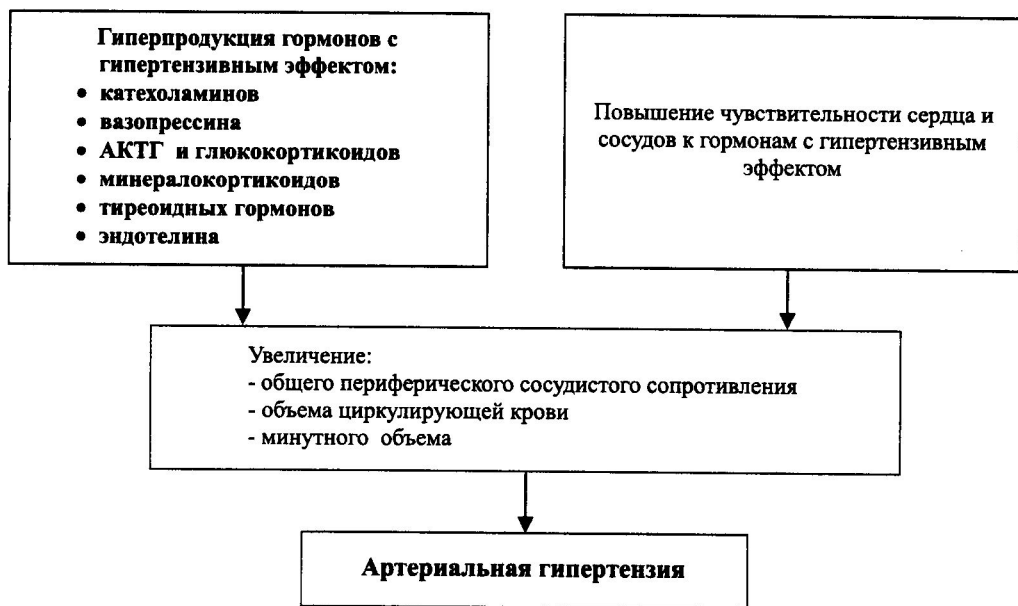 Гиперпродукция гормонов с
гипертензивным эффектом:
• катехоламинов
• вазопрессина
• АКТГ и глюкокортикоидов
• минералокортикоидов
• тиреоидных гормонов
• эндотелина
Повышение чувствительности сердца и
сосудов к гормонам с гипертензивным
эффектом
Увеличение:
- общего периферического сосудистого сопротивления
- объема циркулирующей крови
- минутного объема
Артериальная гипертензия